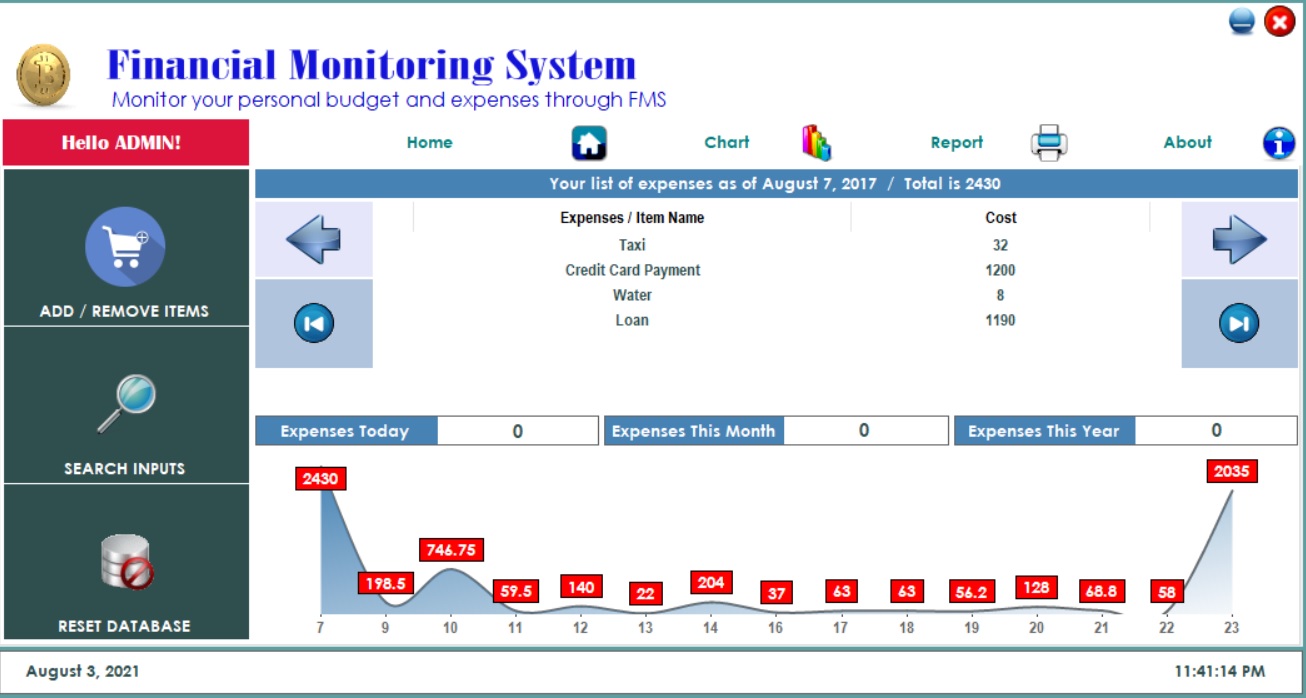 Financial Monitoring System
Monitor your personal budget and expenses through FMS
Hello ADMIN!
Home
Chart
Report
About
ADD / REMOVE ITEMS
SEARCH INPUTS
RESET DATABASE
Your list of expenses as of August 7, 2017 / Total is 2430
Expenses / Item Name Cost
Taxi 32
Credit Card Payment 1200
Water 8
Loan 1190
Expenses Today 0
Expenses This Month 0
Expenses This Year 0
2430
198.5
746.75
59.5
140
22
204
37
63
63
56.2
128
68.8
58
2035
7 9 10 11 12 13 14 16 17 18 19 20 21 22 23
August 3, 2021
11:41:14 PM